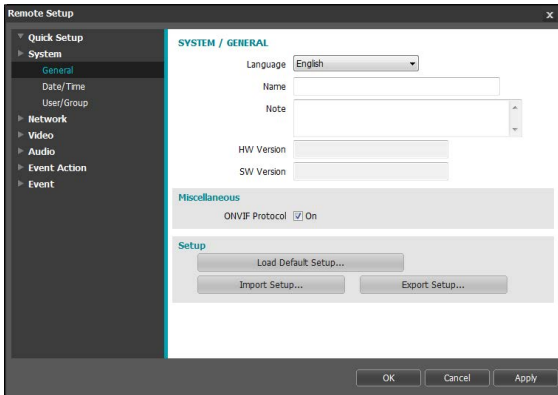 Remote Setup
x
Quick Setup
System
General
Date/Time
User/Group
Network
Video
Audio
Event Action
Event
SYSTEM / GENERAL
Language English
Name
Note
HW Version
SW Version
Miscellaneous
ONVIF Protocol On
Setup
Load Default Setup...
Import Setup... Export Setup...
OK Cancel Apply